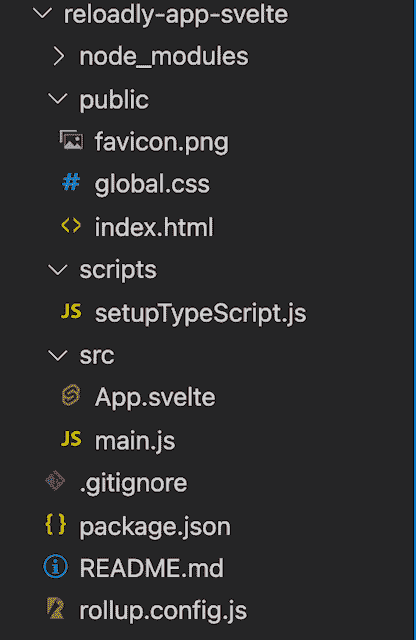 reloadly-app-svelte
node_modules
public
favicon.png
# global.css
<> index.html
scripts
JS setupTypeScript.js
src
App.svelte
JS main.js
.gitignore
{} package.json
README.md
rollup.config.js